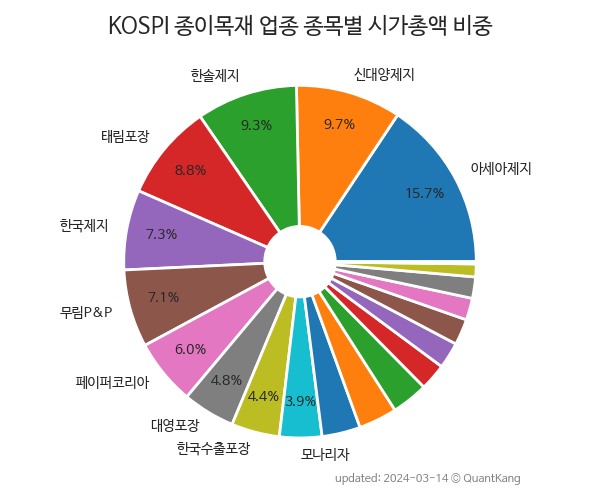 KOSPI 종이목재 업종 종목별 시가총액 비중
신대양제지
9.7%
한솔제지
9.3%
아세아제지
15.7%
태림포장
8.8%
한국제지
7.3%
무림P&P
7.1%
페이퍼코리아
6.0%
대영포장
4.8%
한국수출포장
4.4%
모나리자
3.9%
updated: 2024-03-14 © QuantKang